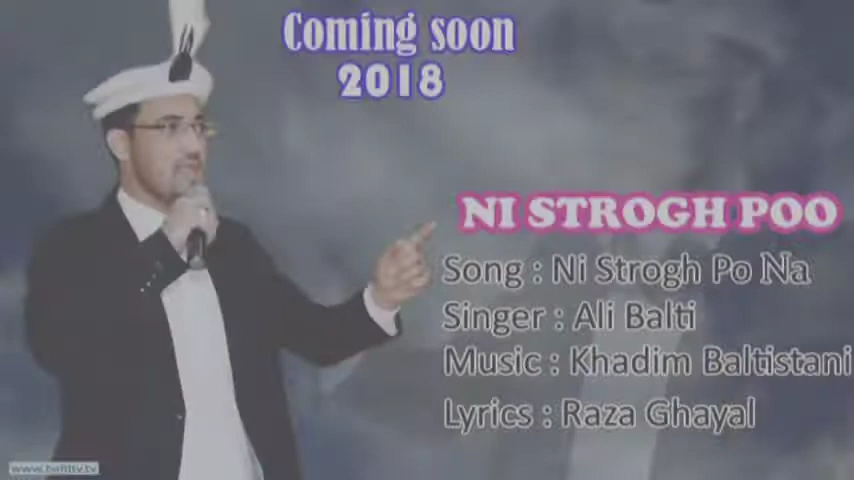 Coming soon
2018
NI STROGH POO
Song : Ni Strogh Po Na
Singer : Ali Balti
Music : Khadim Baltistani
Lyrics : Raza Ghayal